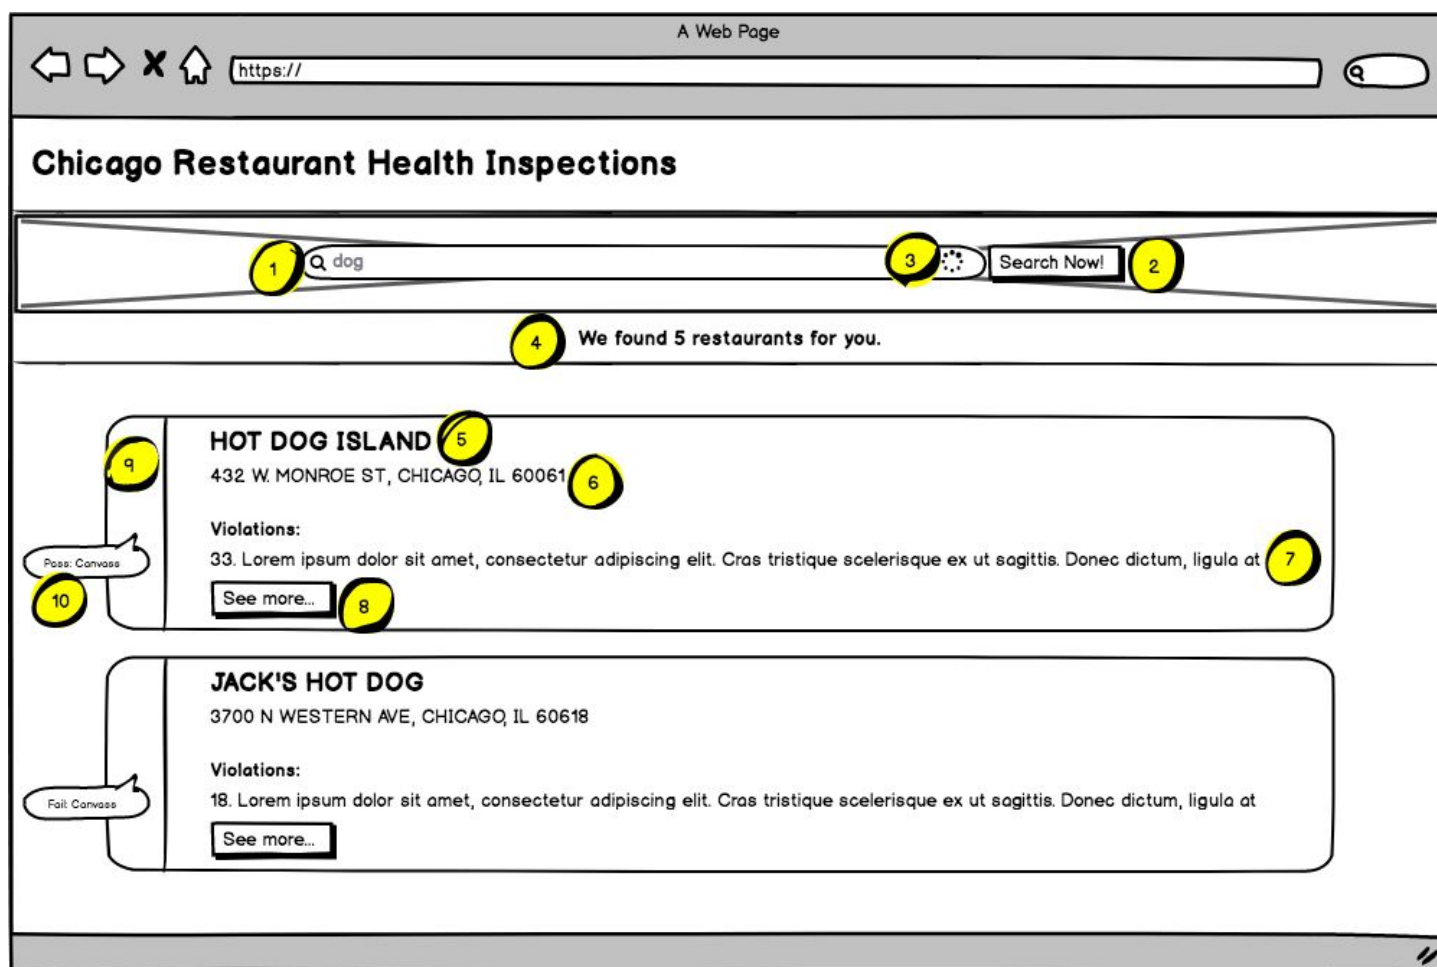 A Web Page
https://
Chicago Restaurant Health Inspections
1 dog 3 Search Now! 2
4 We found 5 restaurants for you.
HOT DOG ISLAND 5
9
432 W. MONROE ST, CHICAGO, IL 60061 6
Violations:
33. Lorem ipsum dolor sit amet, consectetur adipiscing elit. Cras tristique scelerisque ex ut sagittis. Donec dictum, ligula at 7
Pass: Canvass
10 See more... 8
JACK'S HOT DOG
3700 N WESTERN AVE, CHICAGO, IL 60618
Violations:
18. Lorem ipsum dolor sit amet, consectetur adipiscing elit. Cras tristique scelerisque ex ut sagittis. Donec dictum, ligula at
Fail: Canvass
See more...